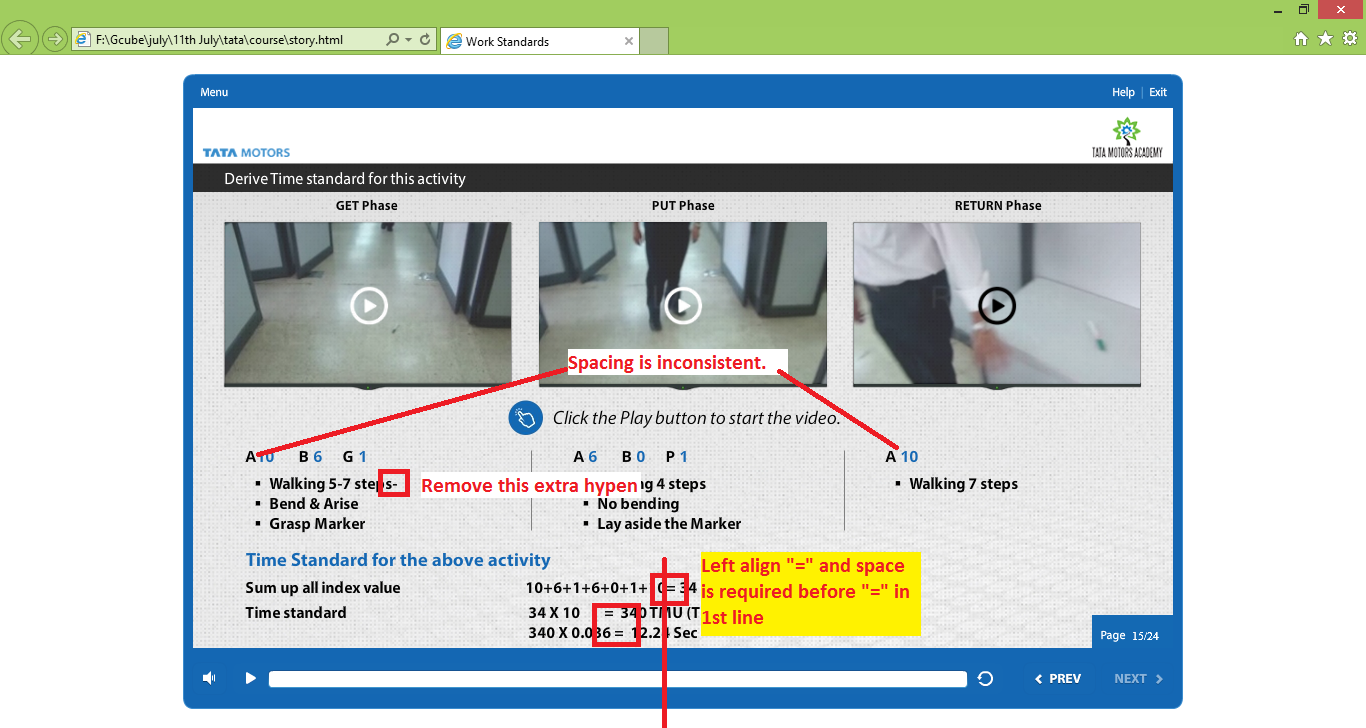 F:\Gcube\july\11th July\tata\course\story.html
Work Standards
Menu
Help | Exit
TATA MOTORS
TATA MOTORS ACADEMY
Derive Time standard for this activity
GET Phase
PUT Phase
RETURN Phase
Spacing is inconsistent.
Click the Play button to start the video.
A10 B 6 G 1
▪ Walking 5-7 steps-
▪ Bend & Arise
▪ Grasp Marker
Remove this extra hypen
A 6 B 0 P 1
4 steps
▪ No bending
▪ Lay aside the Marker
A 10
▪ Walking 7 steps
Time Standard for the above activity
Sum up all index value 10+6+1+6+0+1+ = 34
Time standard 34 X 10 = 340 TMU (T
340 X 0.036 = 12.24 Sec
Left align "=" and space
is required before "=" in
1st line
Page 15/24
PREV
NEXT